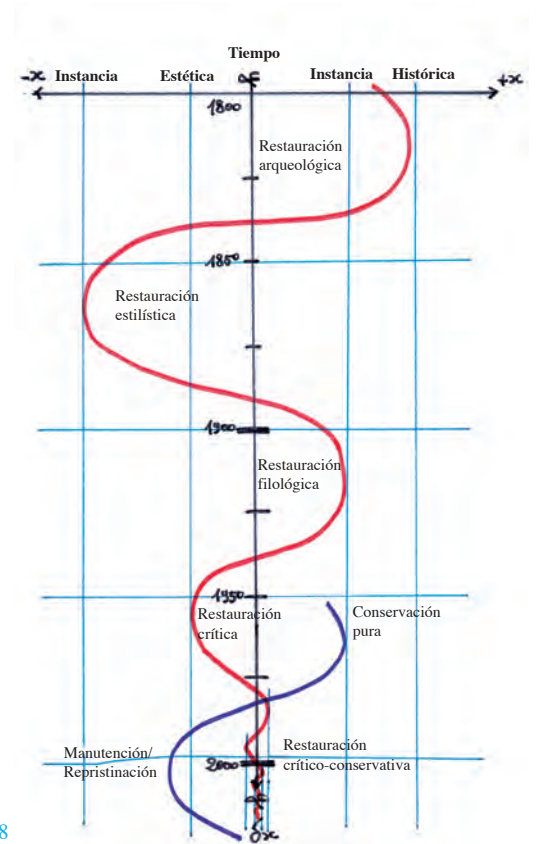 Tiempo
-x Instancia Estética Instancia Histórica +x
1800
Restauración
arqueológica
1850
Restauración
estilística
1900
Restauración
filológica
1950
Restauración
crítica
Conservación
pura
Manutención/
Repristinación
Restauración
crítico-conservativa
2000
0x
8